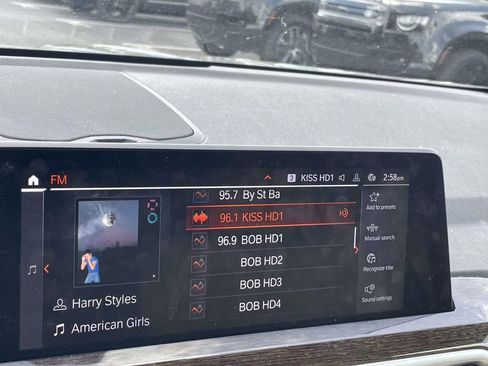 FM
3 KISS HD1
2:58pm
95.7 By St Ba
96.1 KISS HD1
96.9 BOB HD1
BOB HD2
BOB HD3
BOB HD4
Harry Styles
American Girls
Add to presets
Manual search
Recognize title
Sound settings